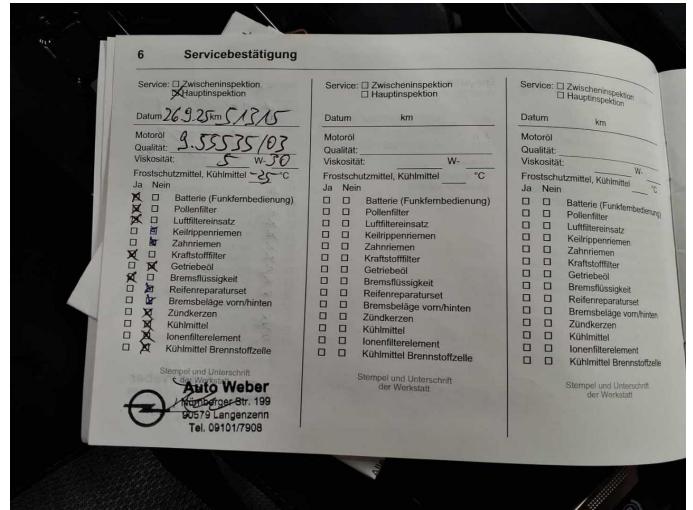 6 Servicebestätigung
Service: ☐ Zwischeninspektion
☒ Hauptinspektion
Datum 26.9.25 km 51315
Motoröl
Qualität: 9.55535/03
Viskosität: 5 W- 30
Frostschutzmittel, Kühlmittel -25 °C
Ja Nein
☒ ☐ Batterie (Funkfernbedienung)
☒ ☐ Pollenfilter
☒ ☐ Luftfiltereinsatz
☐ ☒ Keilrippenriemen
☐ ☒ Zahnriemen
☒ ☐ Kraftstofffilter
☐ ☒ Getriebeöl
☒ ☐ Bremsflüssigkeit
☐ ☒ Reifenreparaturset
☐ ☒ Bremsbeläge vorn/hinten
☐ ☒ Zündkerzen
☐ ☒ Kühlmittel
☐ ☒ Ionenfilterelement
☐ ☒ Kühlmittel Brennstoffzelle
Stempel und Unterschrift
der Werkstatt
Auto Weber
Nürnberger Str. 199
90579 Langenzenn
Tel. 09101/7908
Service: ☐ Zwischeninspektion
☐ Hauptinspektion
Datum km
Motoröl
Qualität:
Viskosität: W-
Frostschutzmittel, Kühlmittel °C
Ja Nein
☐ ☐ Batterie (Funkfernbedienung)
☐ ☐ Pollenfilter
☐ ☐ Luftfiltereinsatz
☐ ☐ Keilrippenriemen
☐ ☐ Zahnriemen
☐ ☐ Kraftstofffilter
☐ ☐ Getriebeöl
☐ ☐ Bremsflüssigkeit
☐ ☐ Reifenreparaturset
☐ ☐ Bremsbeläge vorn/hinten
☐ ☐ Zündkerzen
☐ ☐ Kühlmittel
☐ ☐ Ionenfilterelement
☐ ☐ Kühlmittel Brennstoffzelle
Stempel und Unterschrift
der Werkstatt
Service: ☐ Zwischeninspektion
☐ Hauptinspektion
Datum km
Motoröl
Qualität:
Viskosität: W-
Frostschutzmittel, Kühlmittel °C
Ja Nein
☐ ☐ Batterie (Funkfernbedienung)
☐ ☐ Pollenfilter
☐ ☐ Luftfiltereinsatz
☐ ☐ Keilrippenriemen
☐ ☐ Zahnriemen
☐ ☐ Kraftstofffilter
☐ ☐ Getriebeöl
☐ ☐ Bremsflüssigkeit
☐ ☐ Reifenreparaturset
☐ ☐ Bremsbeläge vorn/hinten
☐ ☐ Zündkerzen
☐ ☐ Kühlmittel
☐ ☐ Ionenfilterelement
☐ ☐ Kühlmittel Brennstoffzelle
Stempel und Unterschrift
der Werkstatt